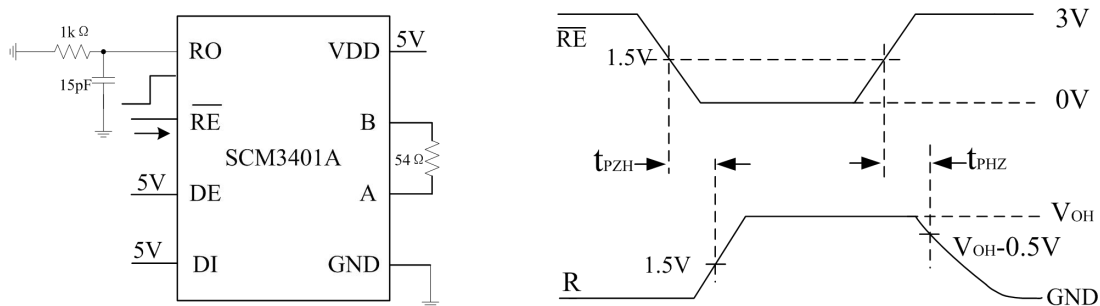 1kΩ
15pF
RO
VDD
5V
RE
B
SCM3401A
54 Ω
5V
DE
A
5V
DI
GND
RE
3V
1.5V
0V
tPZH
tPHZ
VOH
VOH-0.5V
1.5V
R
GND